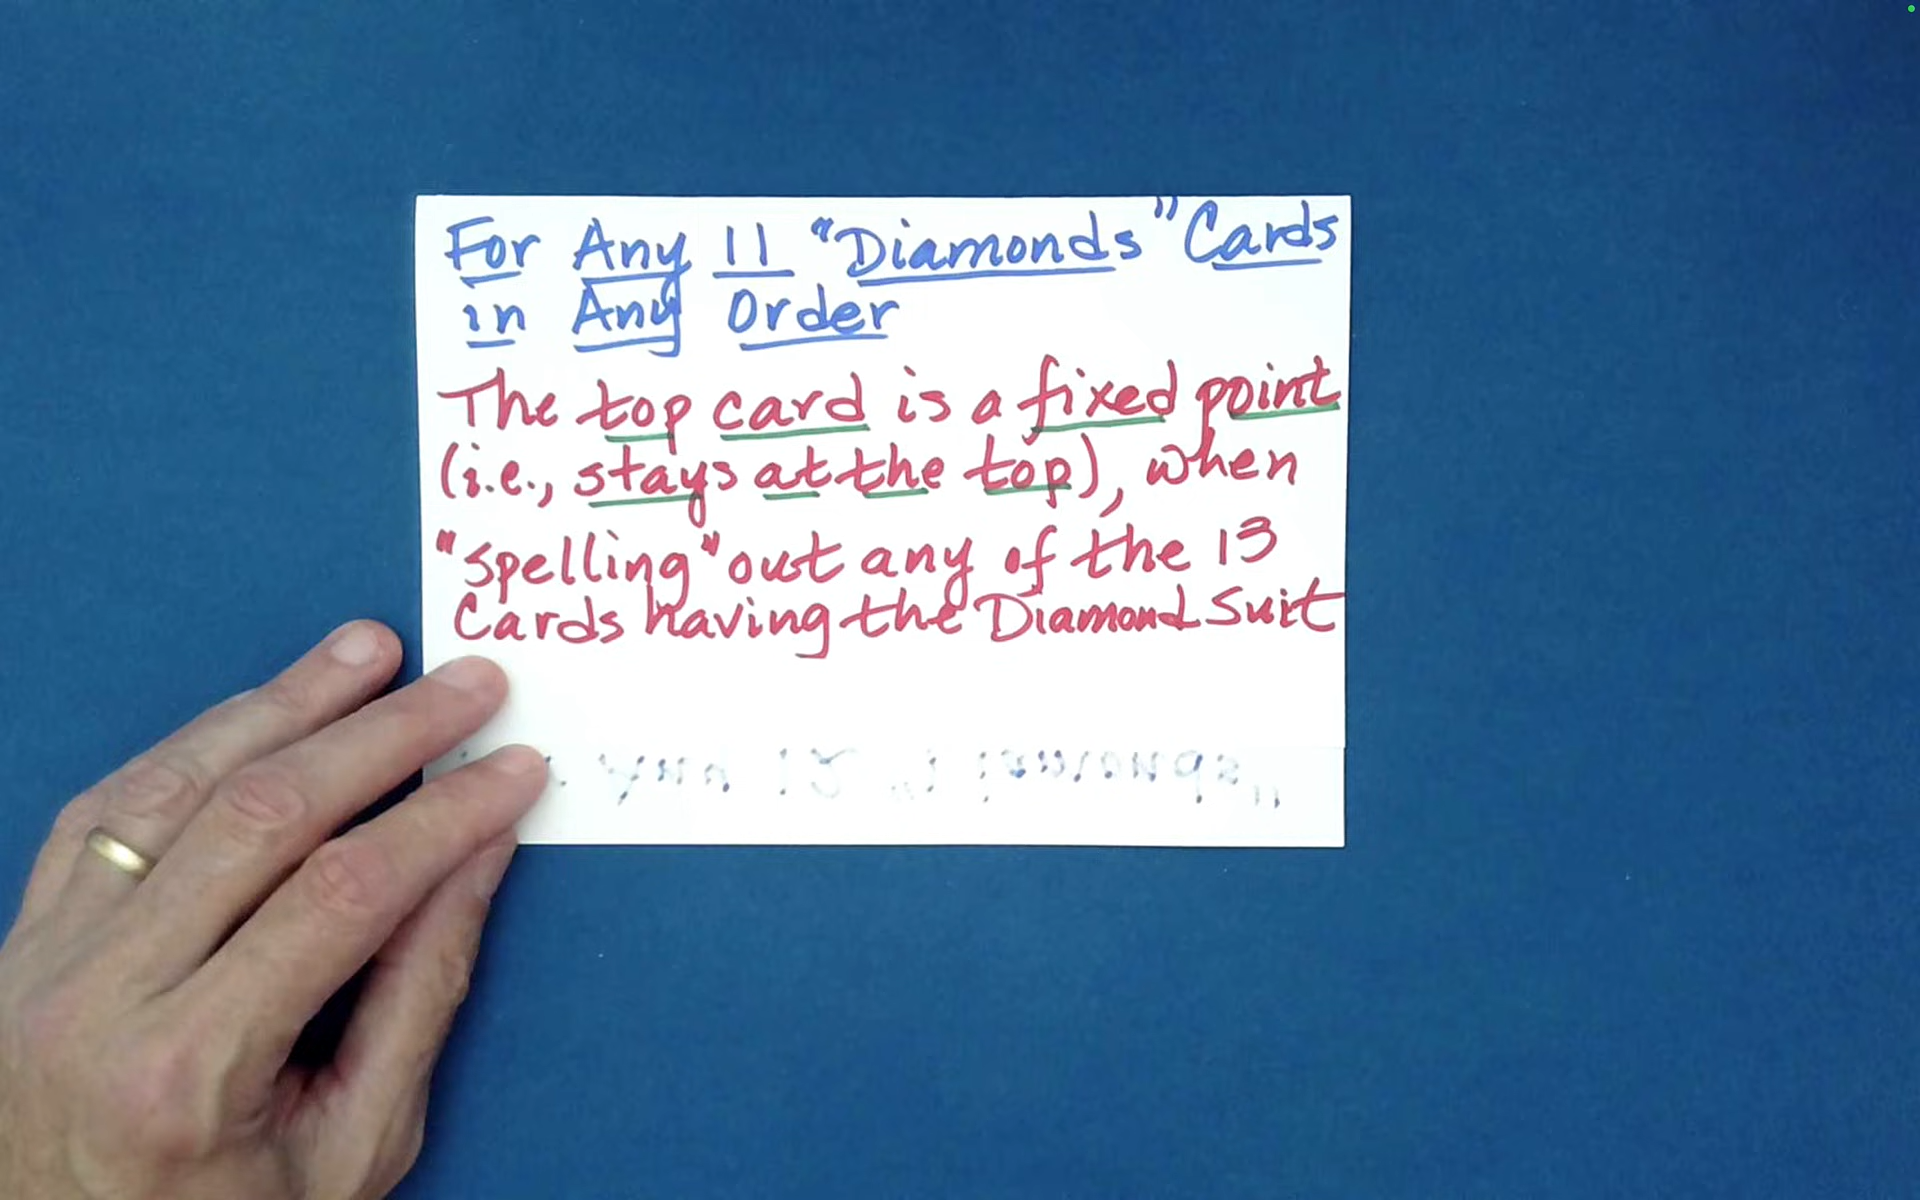 For Any 11 "Diamonds" Cards
in Any Order
The top card is a fixed point
(i.e., stays at the top), when
"spelling" out any of the 13
Cards having the Diamond Suit